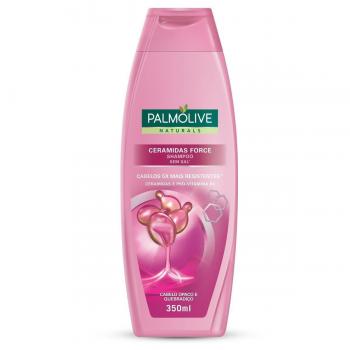 PALMOLIVE
NATURALS
CERAMIDAS FORCE
SHAMPOO
SEM SAL*
CABELOS 5X MAIS RESISTENTES**
CERAMIDAS E PRÓ-VITAMINA B5
CABELO OPACO E
QUEBRADIÇO
350ml